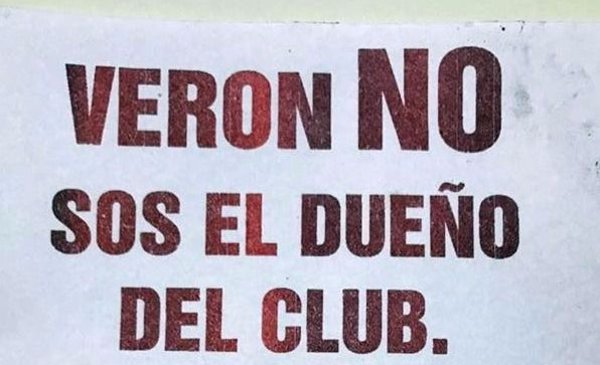 VERON NO
SOS EL DUEÑO
DEL CLUB.